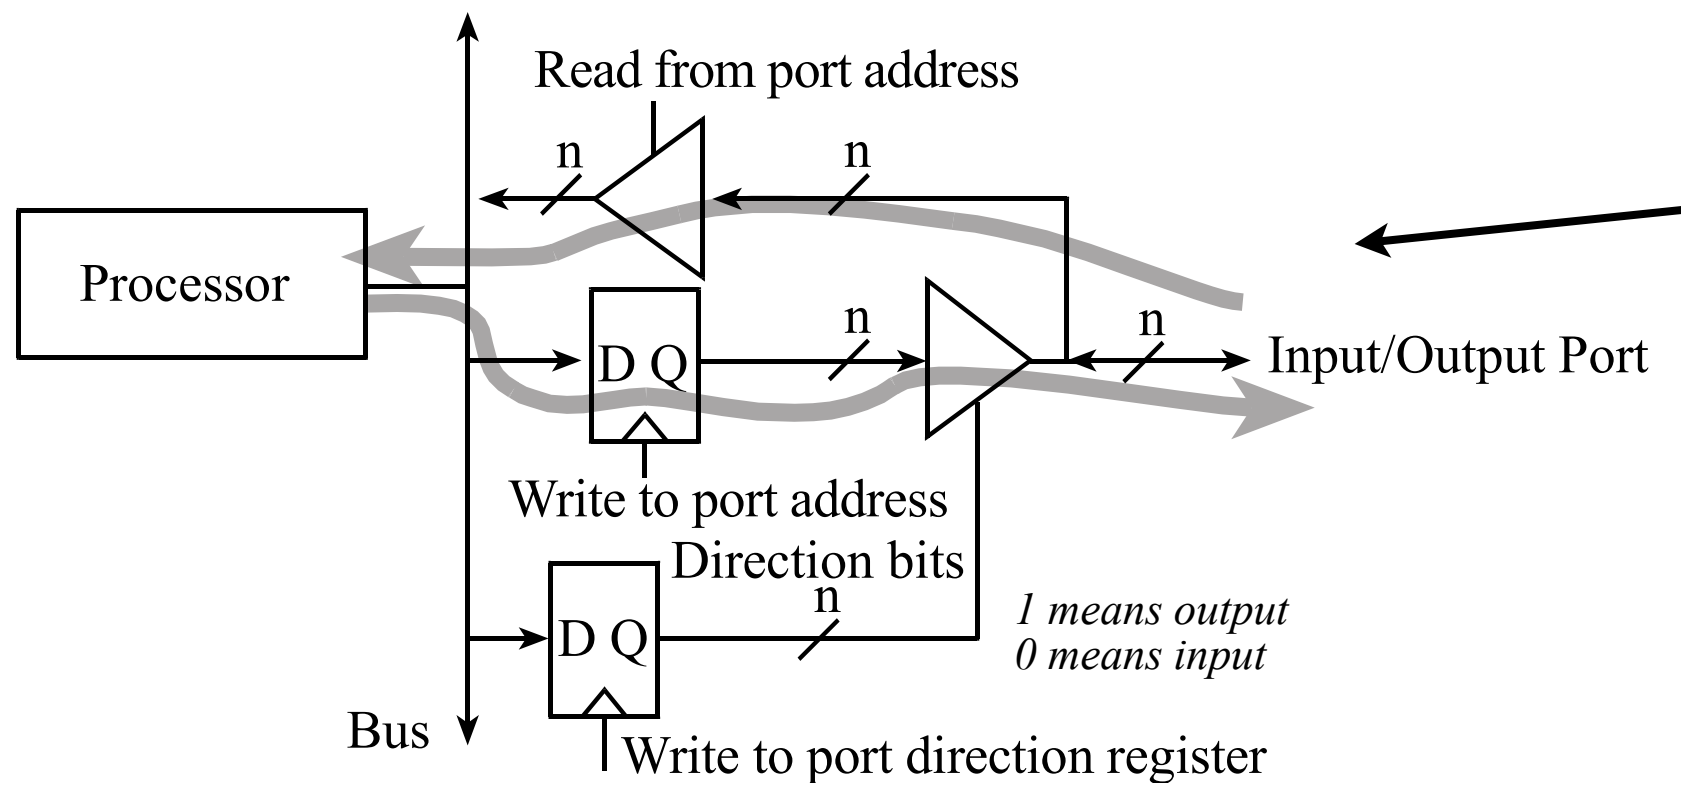 Read from port address
n
n
Processor
n
n
D Q
Input/Output Port
Write to port address
Direction bits
n
1 means output
0 means input
D Q
Bus
Write to port direction register